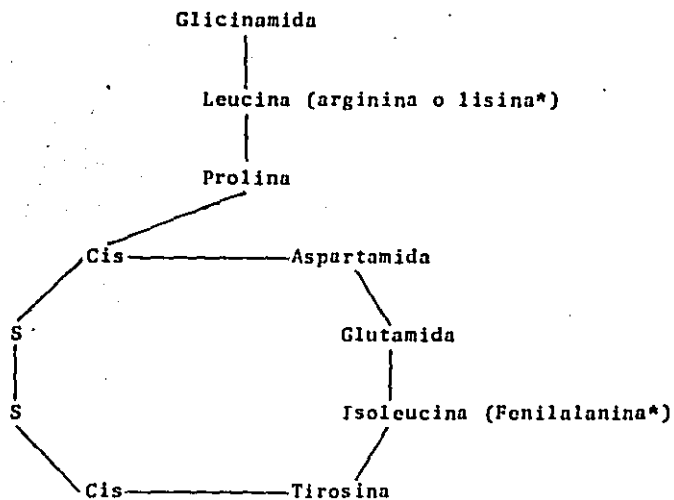 Glicinamida
Leucina (arginina o lisina*)
Prolina
Cis Aspartamida
S Glutamida
S Isoleucina (Fenilalanina*)
Cis Tirosina